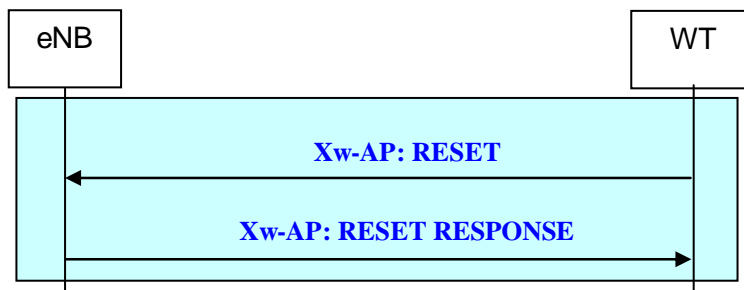 eNB
WT
Xw-AP: RESET
Xw-AP: RESET RESPONSE